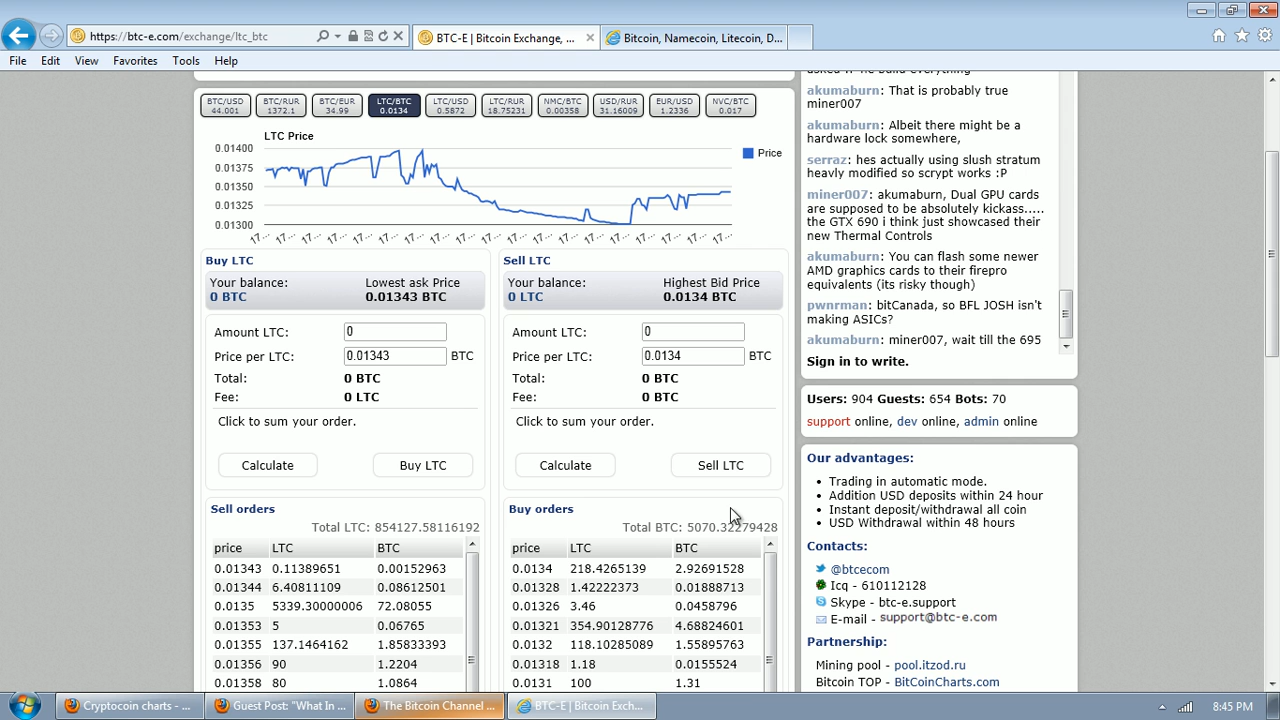 https://btc-e.com/exchange/ltc_btc
BTC-E | Bitcoin Exchange, ...
Bitcoin, Namecoin, Litecoin, D...
File Edit View Favorites Tools Help
BTC/USD 44.001
BTC/RUR 1372.1
BTC/EUR 34.99
LTC/BTC 0.0134
LTC/USD 0.5872
LTC/RUR 18.75231
NMC/BTC 0.00358
USD/RUR 31.16009
EUR/USD 1.2336
NVC/BTC 0.017
LTC Price
0.01400
0.01375
0.01350
0.01325
0.01300
Price
17... 17... 17... 17... 17... 17... 17... 17... 17... 17... 17... 17... 17... 17... 17... 17...
Buy LTC
Your balance: Lowest ask Price
0 BTC 0.01343 BTC
Amount LTC: 0
Price per LTC: 0.01343 BTC
Total: 0 BTC
Fee: 0 LTC
Click to sum your order.
Calculate Buy LTC
Sell LTC
Your balance: Highest Bid Price
0 LTC 0.0134 BTC
Amount LTC: 0
Price per LTC: 0.0134 BTC
Total: 0 BTC
Fee: 0 BTC
Click to sum your order.
Calculate Sell LTC
Sell orders
Total LTC: 854127.58116192
price LTC BTC
0.01343 0.11389651 0.00152963
0.01344 6.40811109 0.08612501
0.0135 5339.30000006 72.08055
0.01353 5 0.06765
0.01355 137.1464162 1.85833393
0.01356 90 1.2204
0.01358 80 1.0864
Buy orders
Total BTC: 5070.32279428
price LTC BTC
0.0134 218.4265139 2.92691528
0.01328 1.42222373 0.01888713
0.01326 3.46 0.0458796
0.01321 354.90128776 4.68824601
0.0132 118.10285089 1.55895763
0.01318 1.18 0.0155524
0.0131 100 1.31
akumaburn: That is probably true
miner007
akumaburn: Albeit there might be a
hardware lock somewhere,
serraz: hes actually using slush stratum
heavily modified so scrypt works :P
miner007: akumaburn, Dual GPU cards
are supposed to be absolutely kickass.....
the GTX 690 i think just showcased their
new Thermal Controls
akumaburn: You can flash some newer
AMD graphics cards to their firepro
equivalents (its risky though)
pwnrman: bitCanada, so BFL JOSH isn't
making ASICs?
akumaburn: miner007, wait till the 695
Sign in to write.
Users: 904 Guests: 654 Bots: 70
support online, dev online, admin online
Our advantages:
Trading in automatic mode.
Addition USD deposits within 24 hour
Instant deposit/withdrawal all coin
USD Withdrawal within 48 hours
Contacts:
@btcecom
Icq - 610112128
Skype - btc-e.support
E-mail - support@btc-e.com
Partnership:
Mining pool - pool.itzod.ru
Bitcoin TOP - BitCoinCharts.com
Cryptocoin charts - ...
Guest Post: "What In ...
The Bitcoin Channel ...
BTC-E | Bitcoin Exch...
8:45 PM